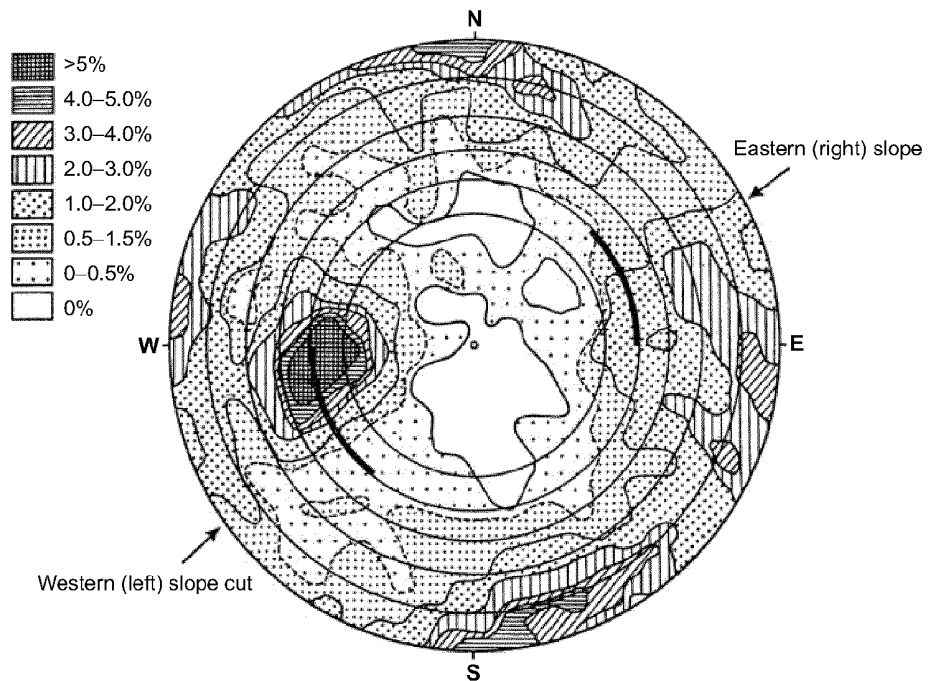 N
>5%
4.0–5.0%
3.0–4.0%
2.0–3.0%
1.0–2.0%
0.5–1.5%
0–0.5%
0%
Eastern (right) slope
W
E
Western (left) slope cut
S